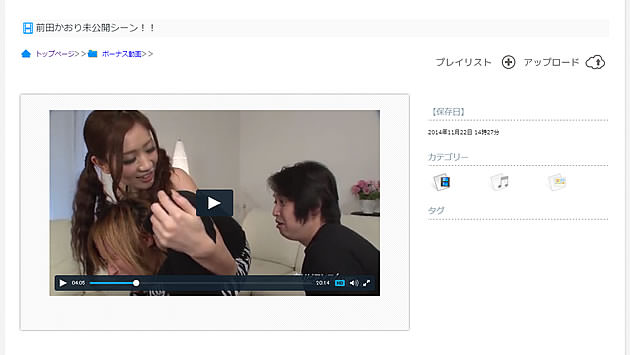 前田かおり未公開シーン！！
トップページ>> ボーナス動画>>
プレイリスト アップロード
【保存日】
2014年11月22日 14時27分
カテゴリー
タグ
04:05 20:14 HD